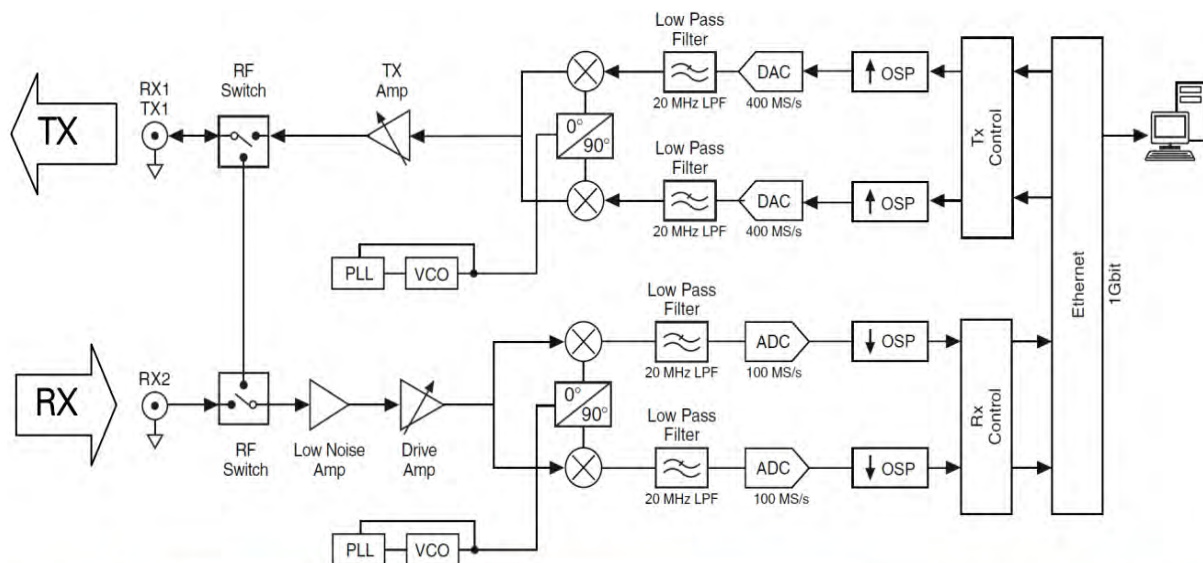 Low Pass
Filter
20 MHz LPF
DAC
400 MS/s
↑ OSP
TX
RX1
TX1
RF
Switch
TX
Amp
0°
90°
Tx
Control
Low Pass
Filter
20 MHz LPF
DAC
400 MS/s
↑ OSP
PLL
VCO
Ethernet
1Gbit
RX
RX2
RF
Switch
Low Noise
Amp
Drive
Amp
Low Pass
Filter
20 MHz LPF
ADC
100 MS/s
↓ OSP
0°
90°
Rx
Control
Low Pass
Filter
20 MHz LPF
ADC
100 MS/s
↓ OSP
PLL
VCO